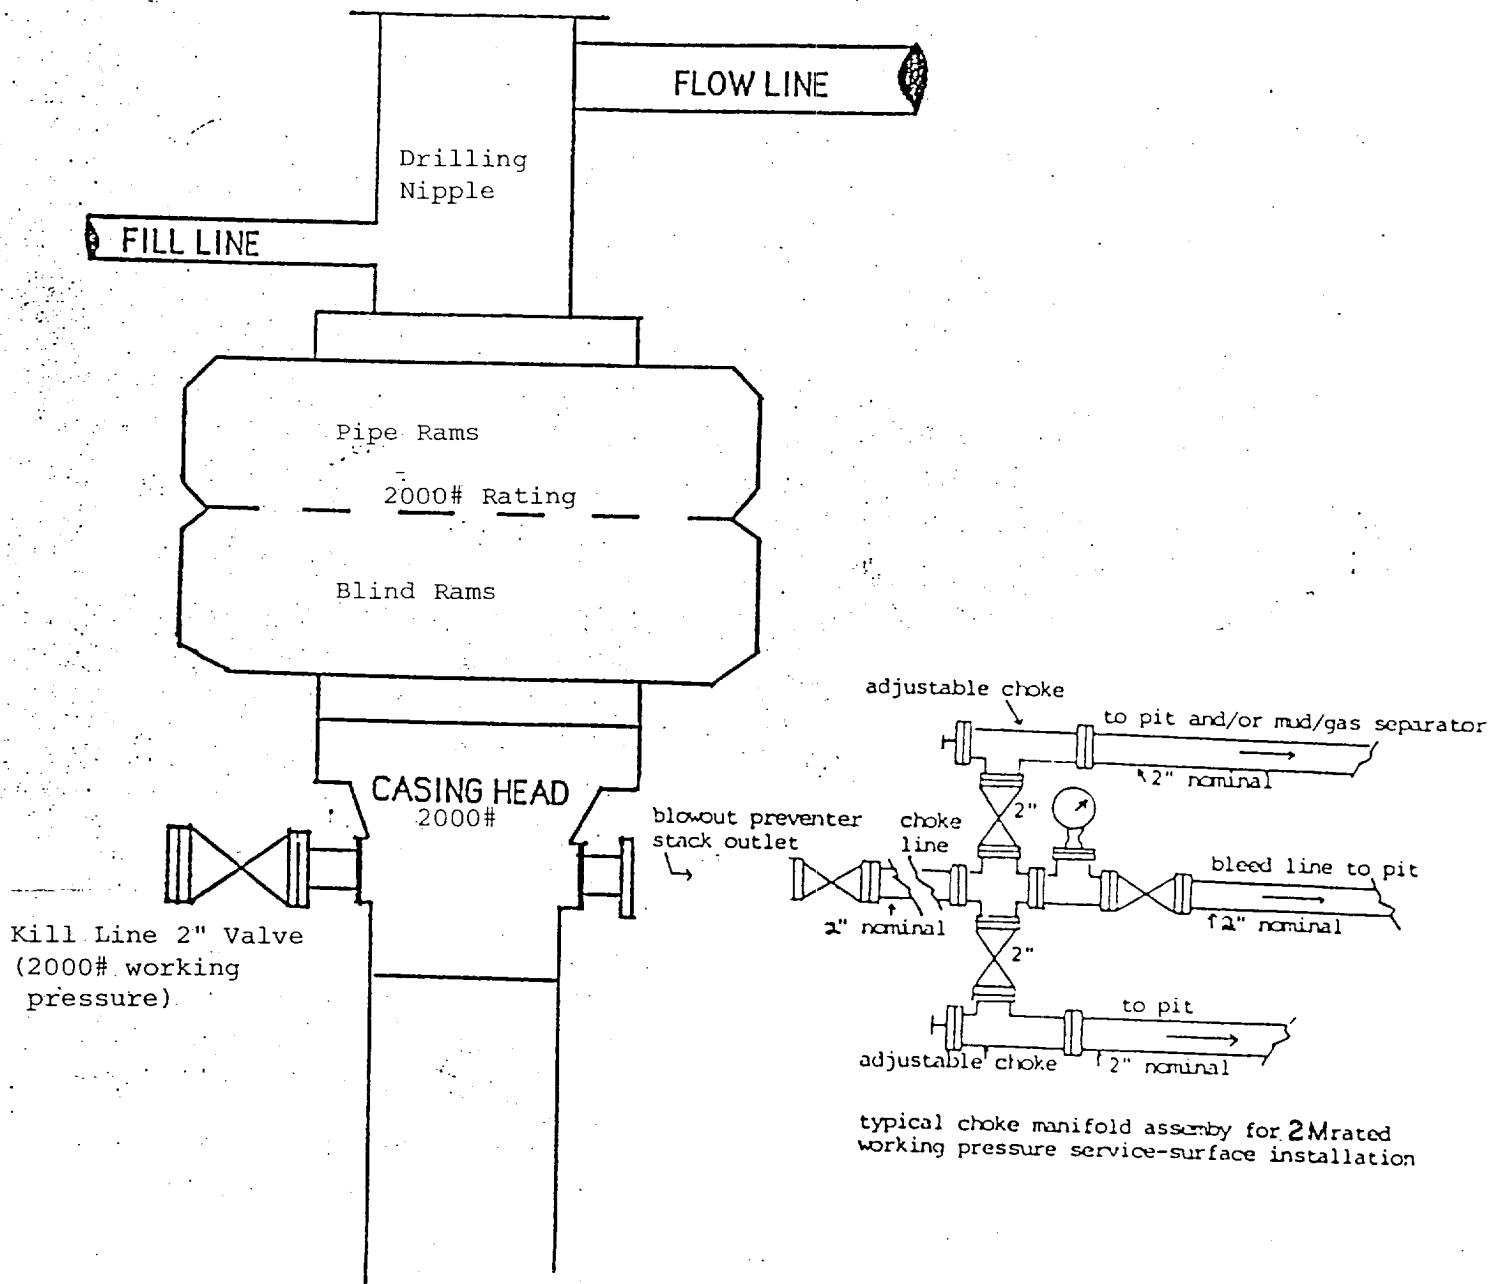 FLOW LINE
Drilling
Nipple
FILL LINE
Pipe Rams
2000# Rating
Blind Rams
CASING HEAD
2000#
Kill Line 2" Valve
(2000# working
pressure)
adjustable choke
to pit and/or mud/gas separator
2" nominal
2"
blowout preventer
stack outlet
choke
line
bleed line to pit
2" nominal
2" nominal
2"
to pit
adjustable choke
2" nominal
typical choke manifold assemby for 2M rated
working pressure service-surface installation